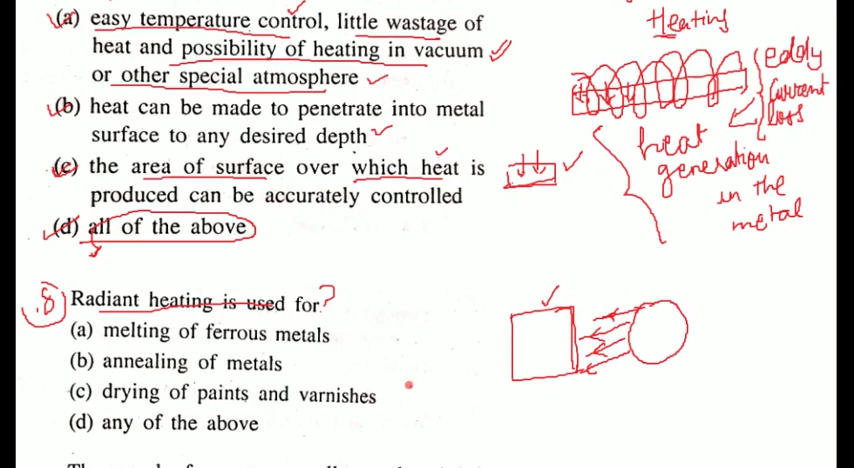 (a) easy temperature control, little wastage of
heat and possibility of heating in vacuum
or other special atmosphere
(b) heat can be made to penetrate into metal
surface to any desired depth
(c) the area of surface over which heat is
produced can be accurately controlled
(d) all of the above
Heating
eddy
current
loss
heat
generation
in the
metal
.8) Radiant heating is used for?
(a) melting of ferrous metals
(b) annealing of metals
(c) drying of paints and varnishes
(d) any of the above